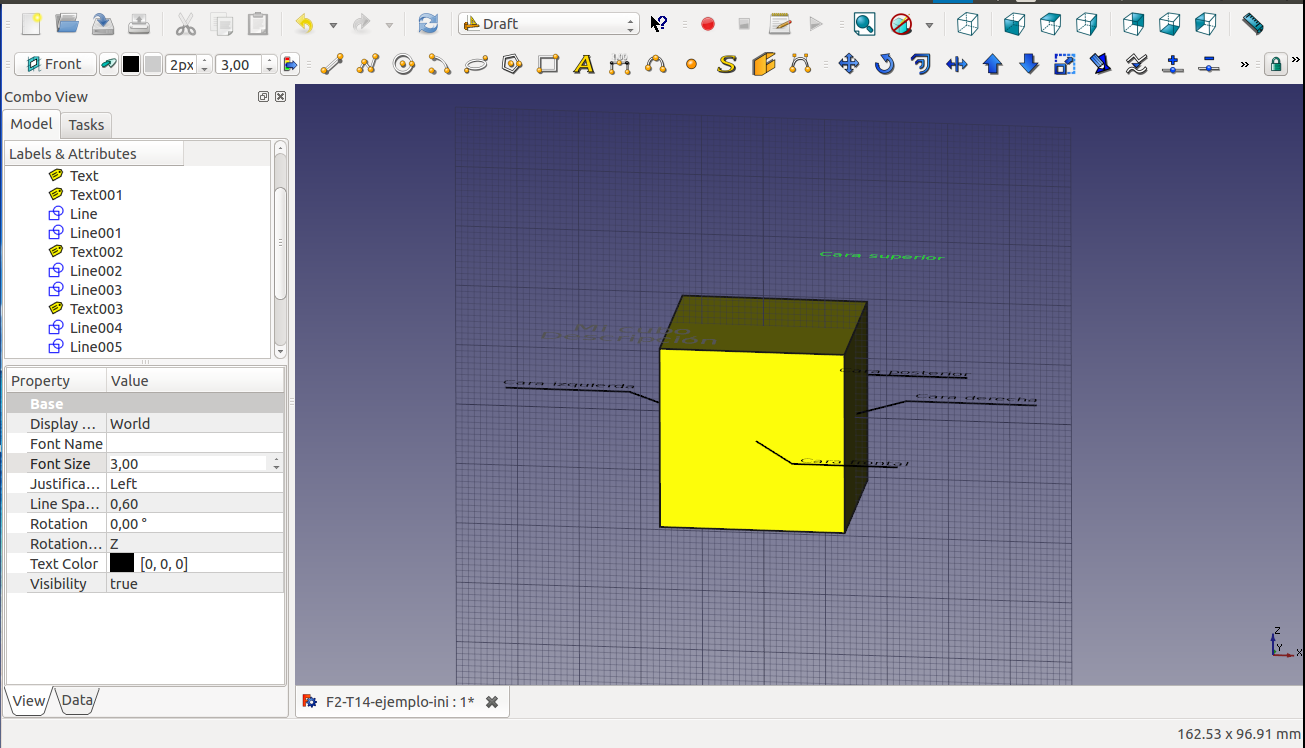 Draft
Front
2px
3,00
A
S
Combo View
Model
Tasks
Labels & Attributes
Text
Text001
Line
Line001
Text002
Line002
Line003
Text003
Line004
Line005
Property
Value
Base
Display ...
World
Font Name
Font Size
3,00
Justifica...
Left
Line Spa...
0,60
Rotation
0,00 °
Rotation...
Z
Text Color
[0, 0, 0]
Visibility
true
View
Data
Cara superior
Mi cubo
Descripción
Cara izquierda
Cara posterior
Cara derecha
Cara frontal
Z
Y
X
F2-T14-ejemplo-ini : 1*
162.53 x 96.91 mm